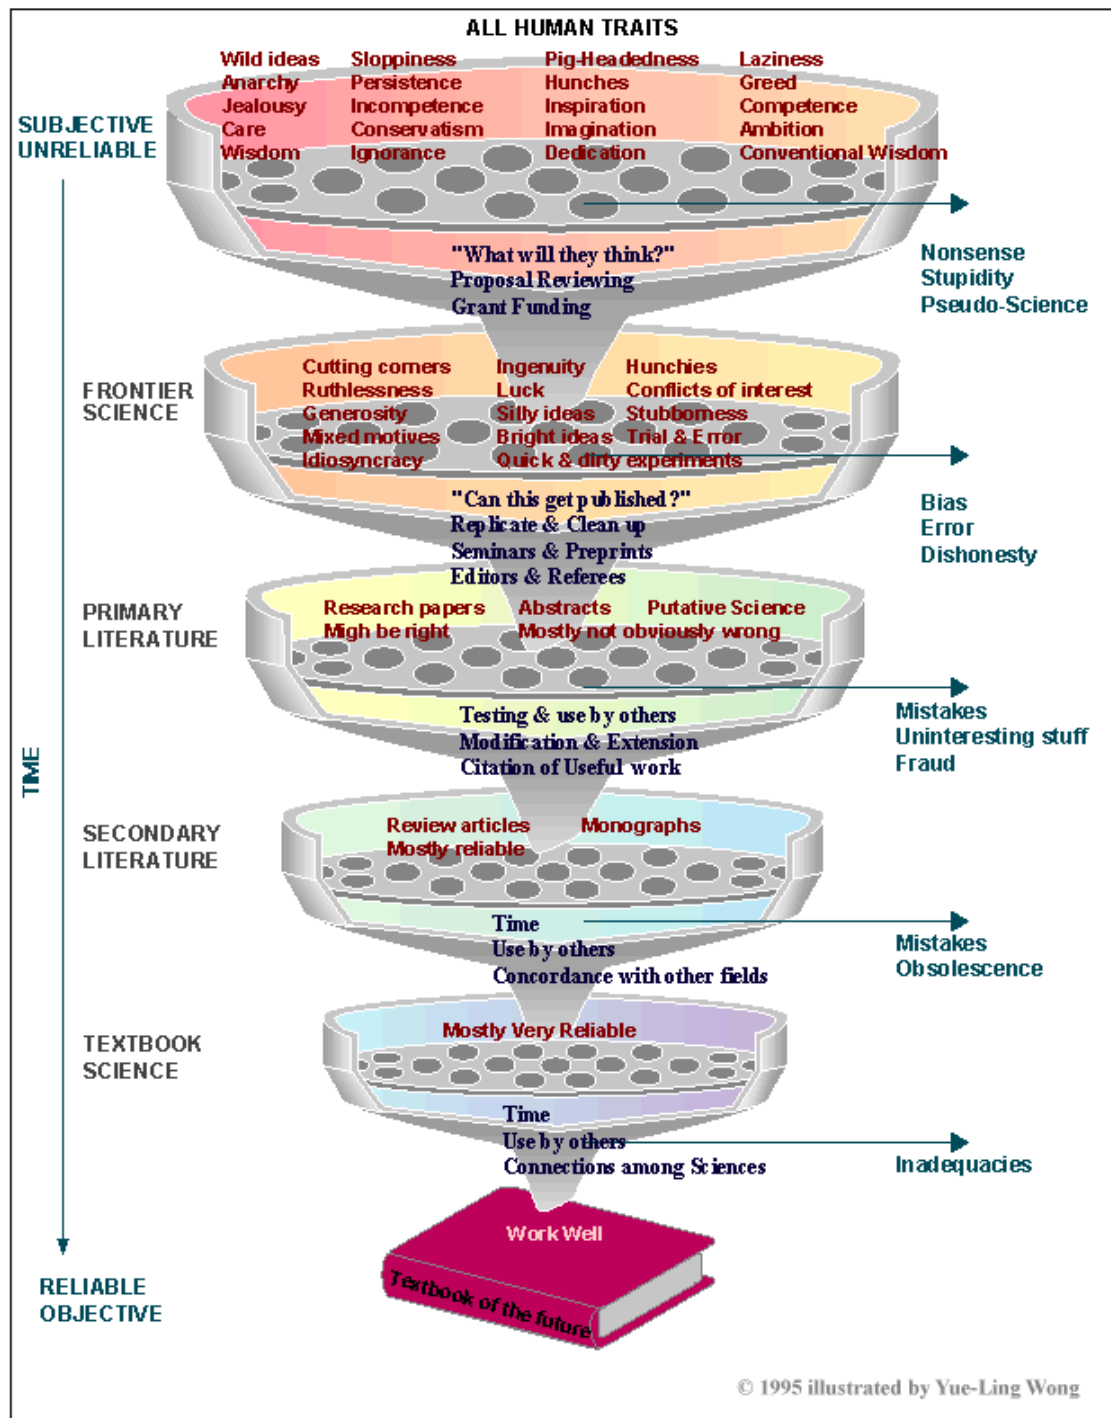 ALL HUMAN TRAITS
Wild ideas Sloppiness Pig-Headedness Laziness
Anarchy Persistence Hunches Greed
Jealousy Incompetence Inspiration Competence
Care Conservatism Imagination Ambition
Wisdom Ignorance Dedication Conventional Wisdom
SUBJECTIVE
UNRELIABLE
"What will they think?"
Proposal Reviewing
Grant Funding
Nonsense
Stupidity
Pseudo-Science
FRONTIER
SCIENCE
Cutting corners Ingenuity Hunchies
Ruthlessness Luck Conflicts of interest
Generosity Silly ideas Stubborness
Mixed motives Bright ideas Trial & Error
Idiosyncracy Quick & dirty experiments
"Can this get published?"
Replicate & Clean up
Seminars & Preprints
Editors & Referees
Bias
Error
Dishonesty
PRIMARY
LITERATURE
Research papers Abstracts Putative Science
Migh be right Mostly not obviously wrong
Testing & use by others
Modification & Extension
Citation of Useful work
Mistakes
Uninteresting stuff
Fraud
TIME
SECONDARY
LITERATURE
Review articles Monographs
Mostly reliable
Time
Use by others
Concordance with other fields
Mistakes
Obsolescence
TEXTBOOK
SCIENCE
Mostly Very Reliable
Time
Use by others
Connections among Sciences
Inadequacies
Work Well
Textbook of the future
RELIABLE
OBJECTIVE
© 1995 illustrated by Yue-Ling Wong